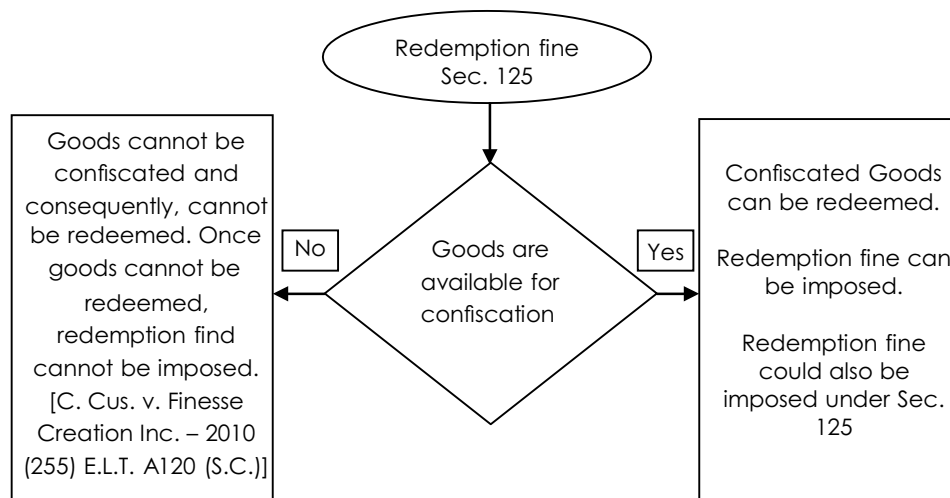 Redemption fine
Sec. 125
Goods cannot be
confiscated and
consequently, cannot
be redeemed. Once
goods cannot be
redeemed,
redemption find
cannot be imposed.
[C. Cus. v. Finesse
Creation Inc. – 2010
(255) E.L.T. A120 (S.C.)]
No
Goods are
available for
confiscation
Yes
Confiscated Goods
can be redeemed.
Redemption fine can
be imposed.
Redemption fine
could also be
imposed under Sec.
125